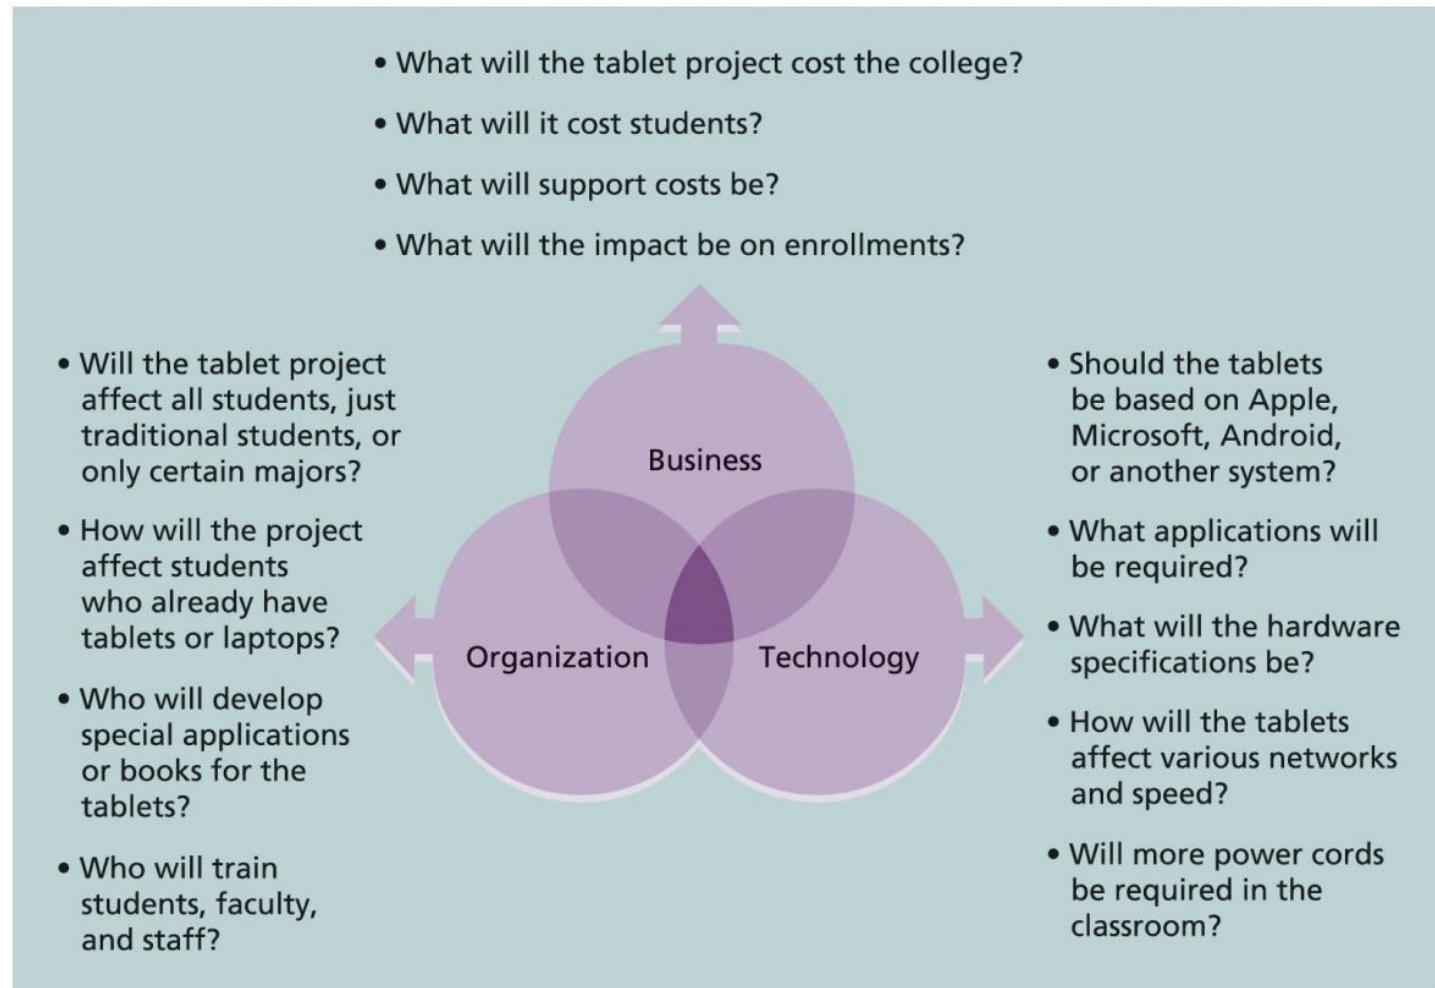 • What will the tablet project cost the college?
• What will it cost students?
• What will support costs be?
• What will the impact be on enrollments?
• Will the tablet project
affect all students, just
traditional students, or
only certain majors?
• How will the project
affect students
who already have
tablets or laptops?
• Who will develop
special applications
or books for the
tablets?
• Who will train
students, faculty,
and staff?
Business
Organization
Technology
• Should the tablets
be based on Apple,
Microsoft, Android,
or another system?
• What applications will
be required?
• What will the hardware
specifications be?
• How will the tablets
affect various networks
and speed?
• Will more power cords
be required in the
classroom?